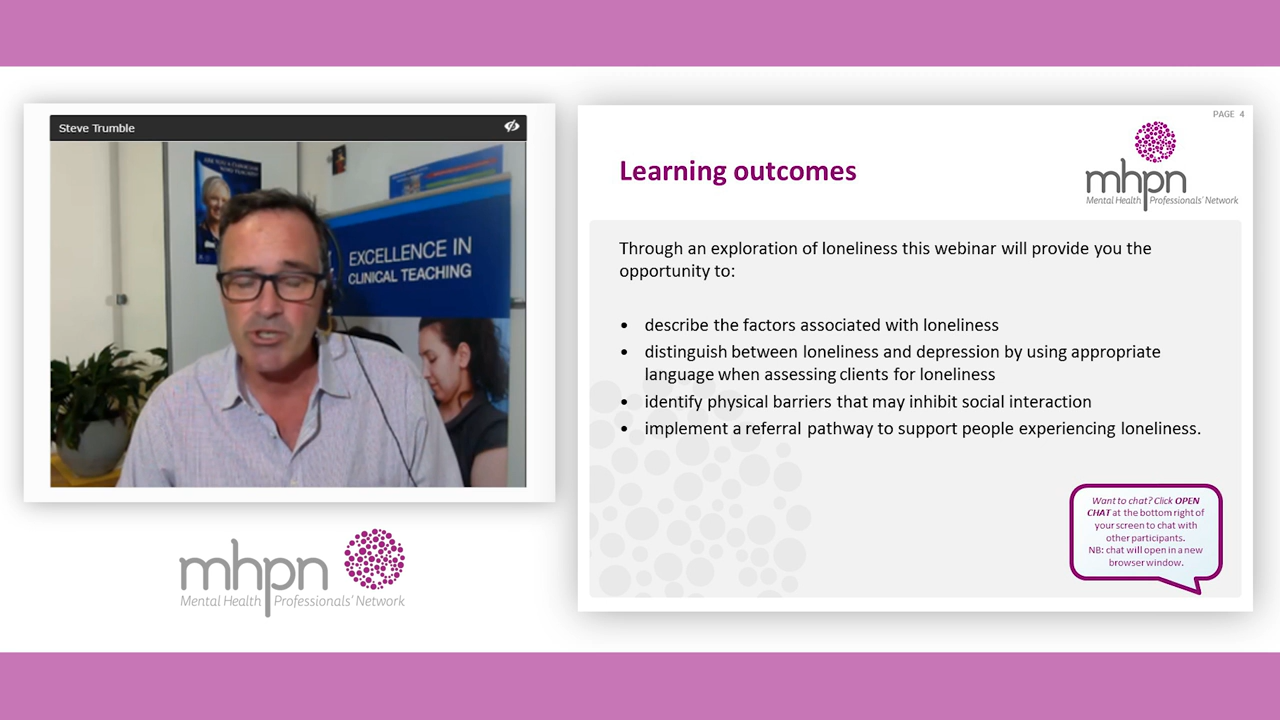 Steve Trumble
EXCELLENCE IN
CLINICAL TEACHING
mhpn
Mental Health Professionals' Network
PAGE 4
Learning outcomes
mhpn
Mental Health Professionals' Network
Through an exploration of loneliness this webinar will provide you the
opportunity to:
• describe the factors associated with loneliness
• distinguish between loneliness and depression by using appropriate
language when assessing clients for loneliness
• identify physical barriers that may inhibit social interaction
• implement a referral pathway to support people experiencing loneliness.
Want to chat? Click OPEN
CHAT at the bottom right of
your screen to chat with
other participants.
NB: chat will open in a new
browser window.